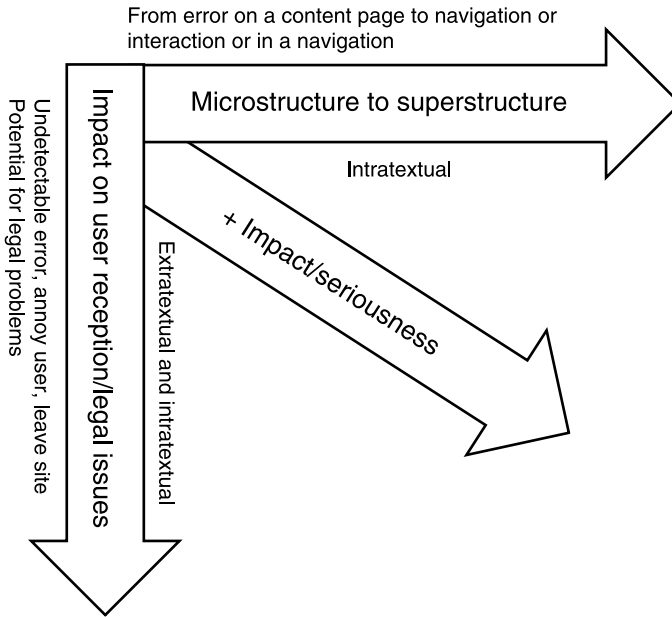 From error on a content page to navigation or
interaction or in a navigation
Microstructure to superstructure
Intratextual
+ Impact/seriousness
Extratextual and intratextual
Impact on user reception/legal issues
Undetectable error, annoy user, leave site
Potential for legal problems